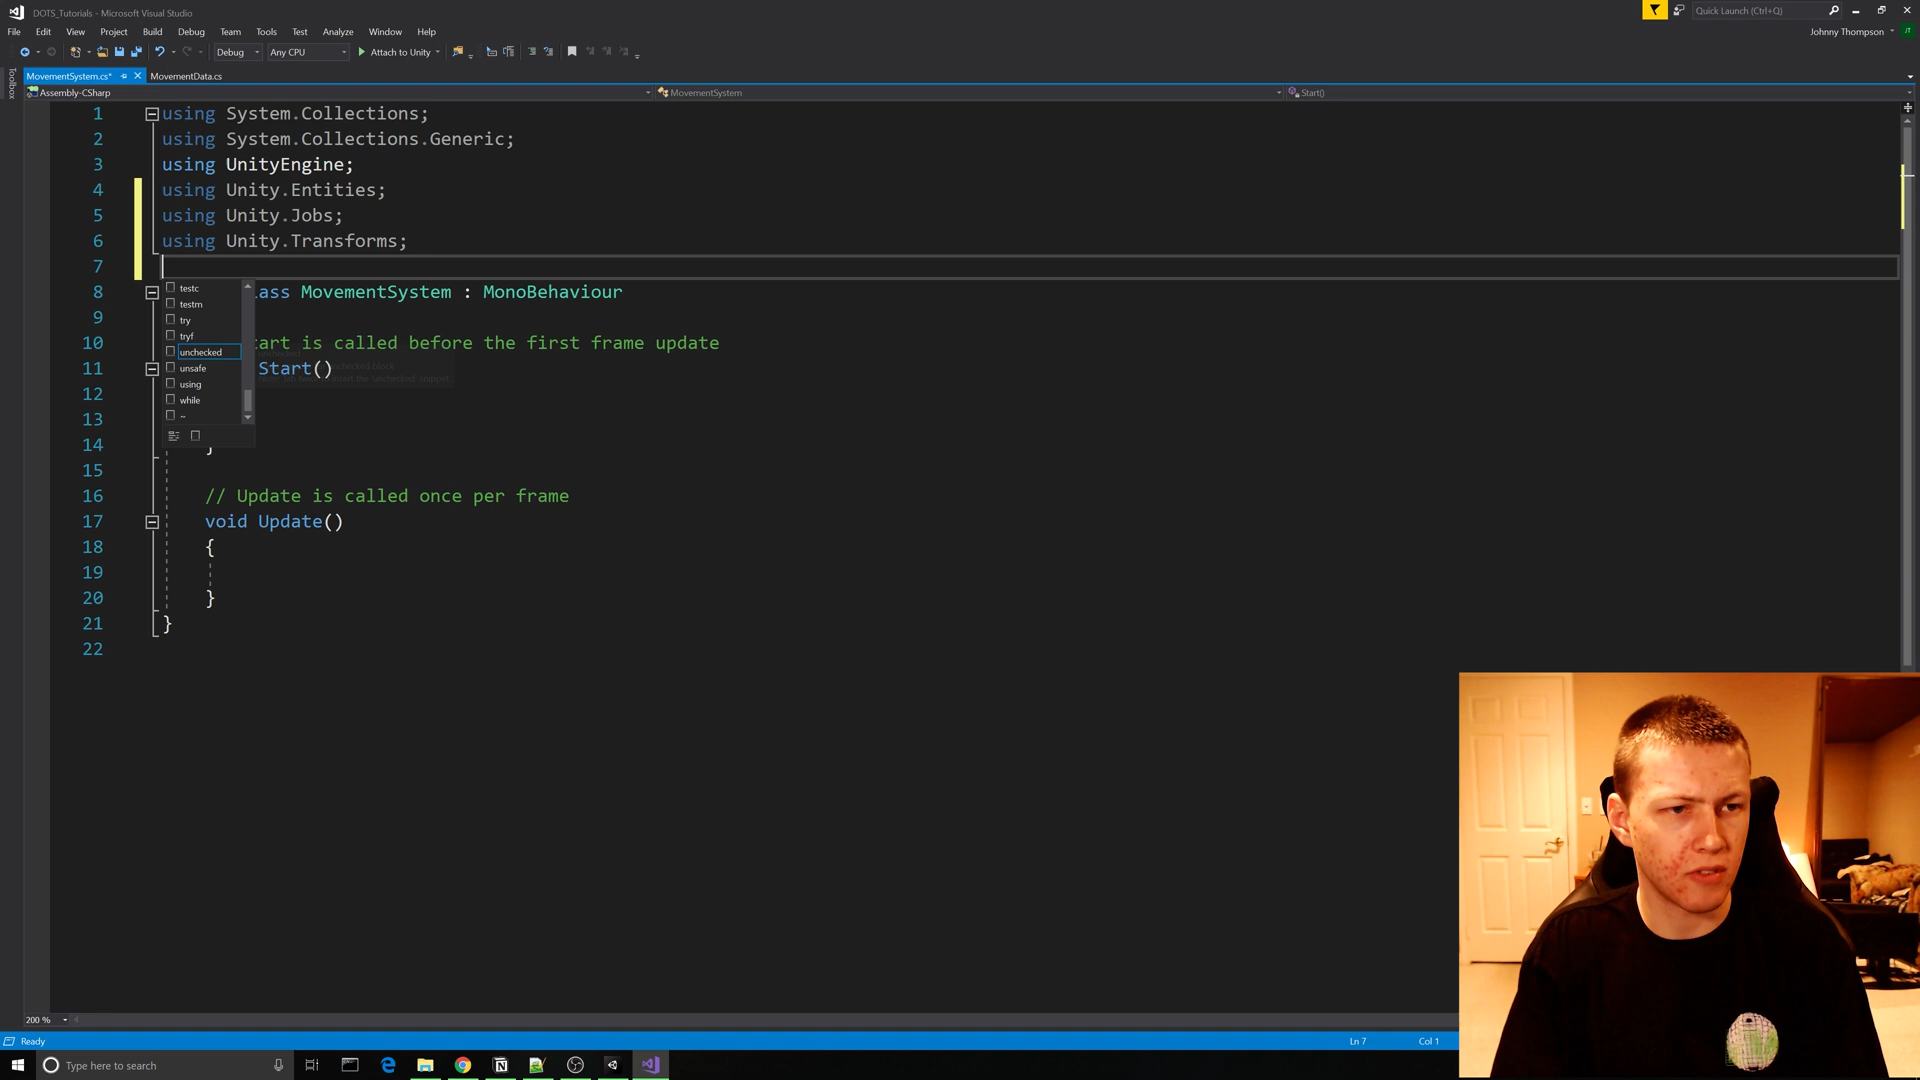 DOTS_Tutorials - Microsoft Visual Studio
Quick Launch (Ctrl+Q)
File Edit View Project Build Debug Team Tools Test Analyze Window Help
Johnny Thompson
JT
Debug Any CPU Attach to Unity
Toolbox
MovementSystem.cs* MovementData.cs
Assembly-CSharp MovementSystem Start()
1 using System.Collections;
2 using System.Collections.Generic;
3 using UnityEngine;
4 using Unity.Entities;
5 using Unity.Jobs;
6 using Unity.Transforms;
7
testc
8 ass MovementSystem : MonoBehaviour
testm
9
try
tryf
10 tart is called before the first frame update
unchecked
11 Start()
unsafe
using
12
while
~
13
14 }
15
16 // Update is called once per frame
17 void Update()
18 {
19
20 }
21 }
22
200 %
Ready Ln 7 Col 1
Type here to search